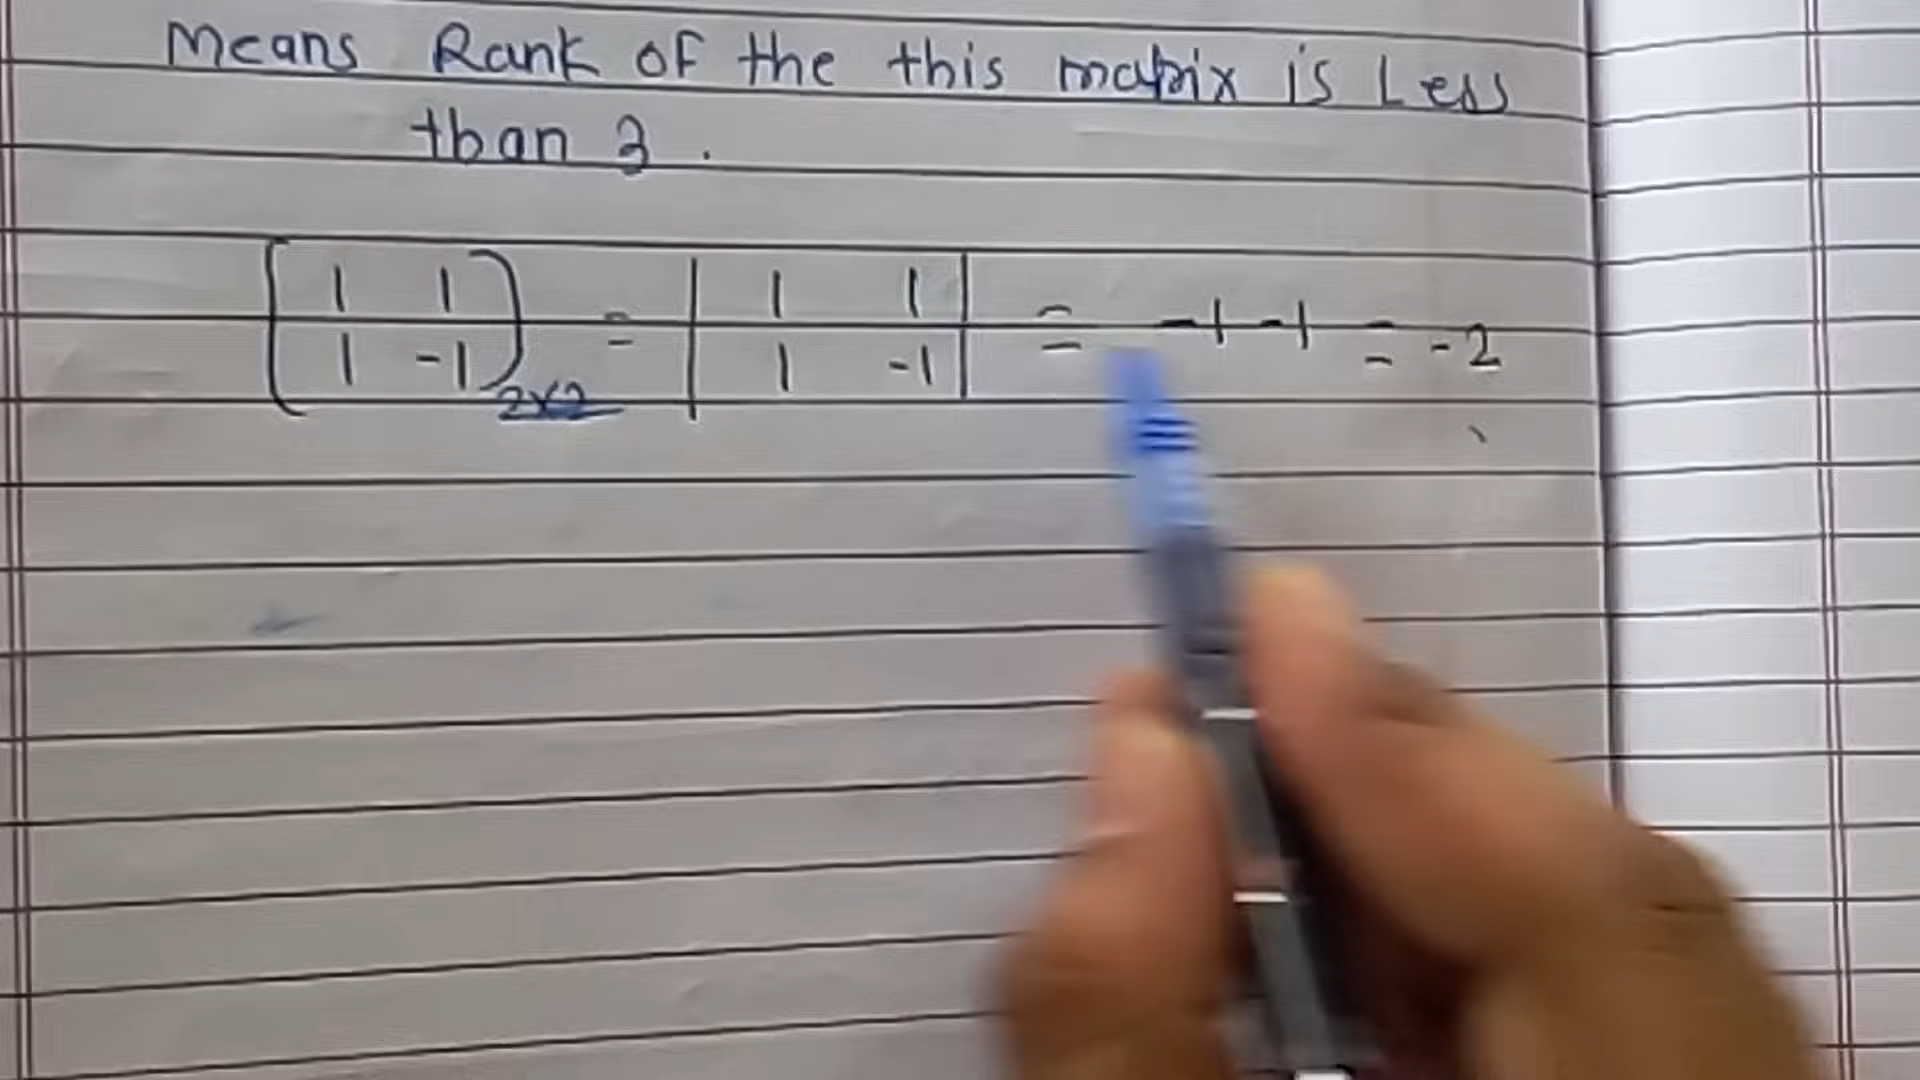 Means Rank of the this matrix is Less
than 3 .
[1 1
1 -1]2x2 = |1 1
1 -1| = -1 -1 = -2